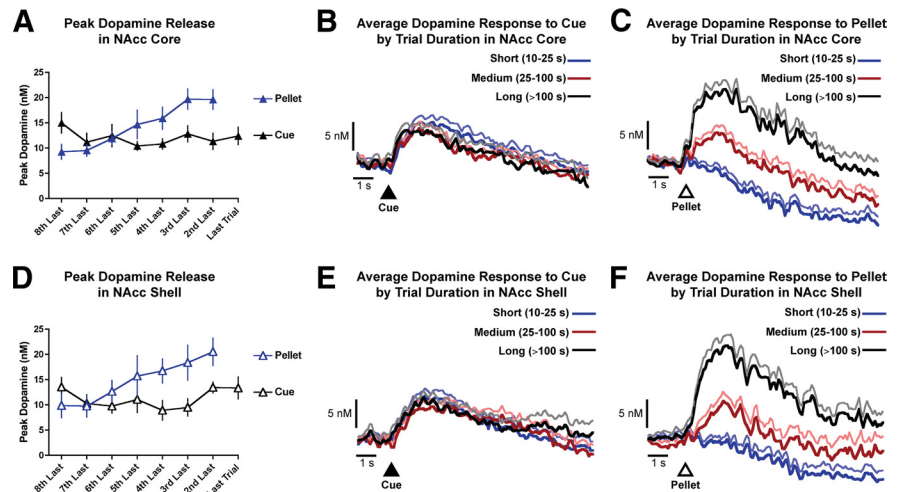 A
Peak Dopamine Release
in NAcc Core
Peak Dopamine (nM)
25
20
15
10
5
0
Pellet
Cue
8th Last
7th Last
6th Last
5th Last
4th Last
3rd Last
2nd Last
Last Trial
B
Average Dopamine Response to Cue
by Trial Duration in NAcc Core
Short (10-25 s)
Medium (25-100 s)
Long (>100 s)
5 nM
1 s
Cue
C
Average Dopamine Response to Pellet
by Trial Duration in NAcc Core
Short (10-25 s)
Medium (25-100 s)
Long (>100 s)
5 nM
1 s
Pellet
D
Peak Dopamine Release
in NAcc Shell
Peak Dopamine (nM)
25
20
15
10
5
0
Pellet
Cue
8th Last
7th Last
6th Last
5th Last
4th Last
3rd Last
2nd Last
Last Trial
E
Average Dopamine Response to Cue
by Trial Duration in NAcc Shell
Short (10-25 s)
Medium (25-100 s)
Long (>100 s)
5 nM
1 s
Cue
F
Average Dopamine Response to Pellet
by Trial Duration in NAcc Shell
Short (10-25 s)
Medium (25-100 s)
Long (>100 s)
5 nM
1 s
Pellet